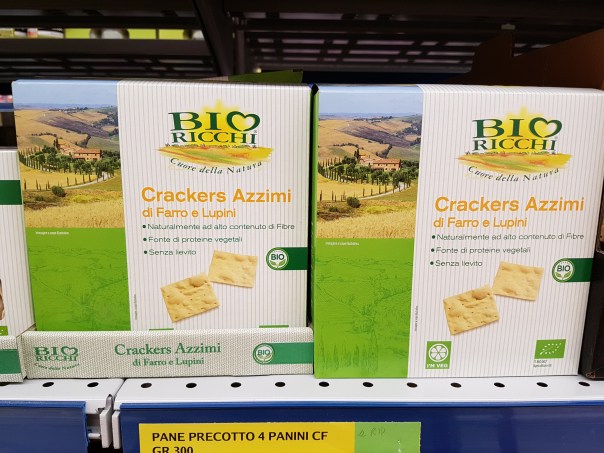 BIO
RICCHI
Cuore della Natura
Crackers Azzimi
di Farro e Lupini
• Naturalmente ad alto contenuto di Fibre
• Fonte di proteine vegetali
• Senza lievito
BIO
BIO
RICCHI
Crackers Azzimi
di Farro e Lupini
BIO
BIO
RICCHI
Cuore della Natura
Crackers Azzimi
di Farro e Lupini
• Naturalmente ad alto contenuto di Fibre
• Fonte di proteine vegetali
• Senza lievito
BIO
I'M VEG
PANE PRECOTTO 4 PANINI CF
GR 300